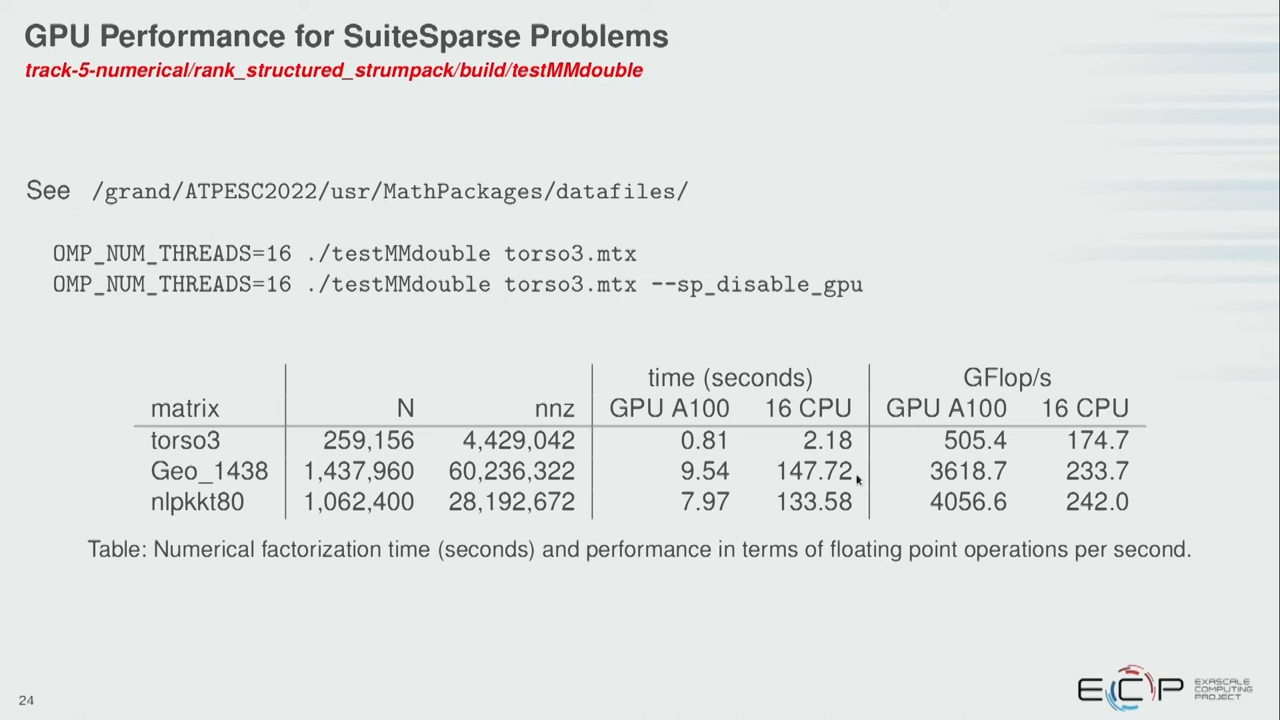 GPU Performance for SuiteSparse Problems
track-5-numerical/rank_structured_strumpack/build/testMMdouble
See /grand/ATPESC2022/usr/MathPackages/datafiles/
OMP_NUM_THREADS=16 ./testMMdouble torso3.mtx
OMP_NUM_THREADS=16 ./testMMdouble torso3.mtx --sp_disable_gpu
time (seconds) GFlop/s
matrix N nnz GPU A100 16 CPU GPU A100 16 CPU
torso3 259,156 4,429,042 0.81 2.18 505.4 174.7
Geo_1438 1,437,960 60,236,322 9.54 147.72 3618.7 233.7
nlpkkt80 1,062,400 28,192,672 7.97 133.58 4056.6 242.0
Table: Numerical factorization time (seconds) and performance in terms of floating point operations per second.
24
ECP EXASCALE
COMPUTING
PROJECT